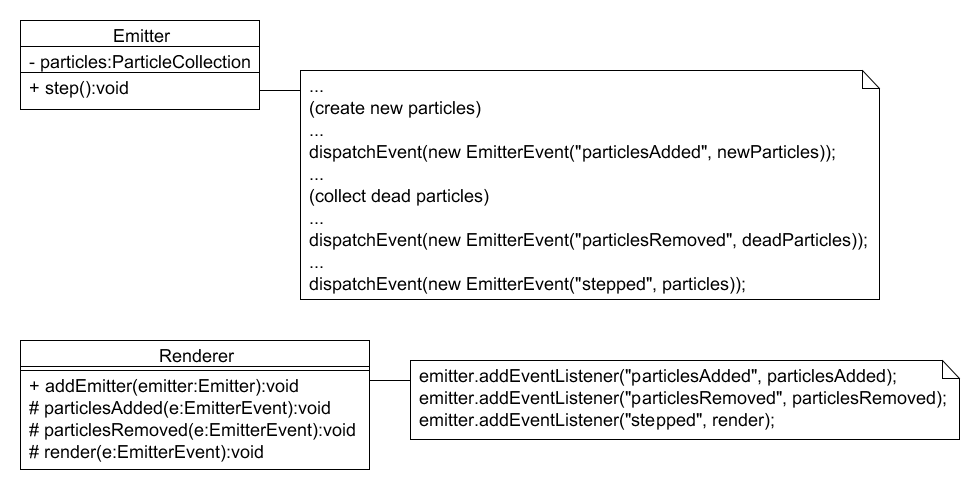 Emitter
- particles:ParticleCollection
+ step():void
...
(create new particles)
...
dispatchEvent(new EmitterEvent("particlesAdded", newParticles));
...
(collect dead particles)
...
dispatchEvent(new EmitterEvent("particlesRemoved", deadParticles));
...
dispatchEvent(new EmitterEvent("stepped", particles));
Renderer
+ addEmitter(emitter:Emitter):void
# particlesAdded(e:EmitterEvent):void
# particlesRemoved(e:EmitterEvent):void
# render(e:EmitterEvent):void
emitter.addEventListener("particlesAdded", particlesAdded);
emitter.addEventListener("particlesRemoved", particlesRemoved);
emitter.addEventListener("stepped", render);